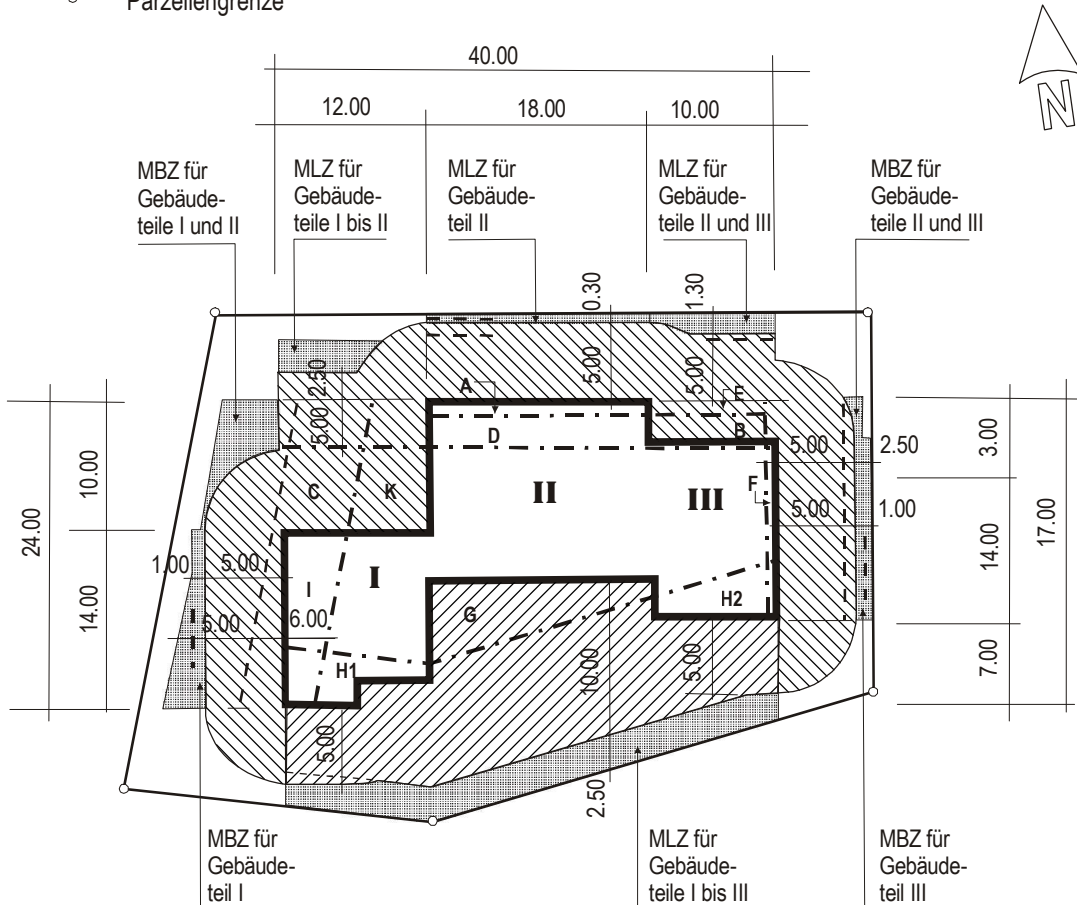 Parzellengrenze
N
40.00
12.00
18.00
10.00
MBZ für
Gebäude-
teile I und II
MLZ für
Gebäude-
teile I bis II
MLZ für
Gebäude-
teil II
MLZ für
Gebäude-
teile II und III
MBZ für
Gebäude-
teile II und III
0.30
1.30
2.50
5.00
5.00
5.00
A
E
D
B
5.00
2.50
3.00
10.00
24.00
C
K
II
III
F
5.00
1.00
14.00
17.00
1.00
5.00
I
I
14.00
5.00
6.00
H1
G
H2
10.00
5.00
7.00
5.00
2.50
MBZ für
Gebäude-
teil I
MLZ für
Gebäude-
teile I bis III
MBZ für
Gebäude-
teil III